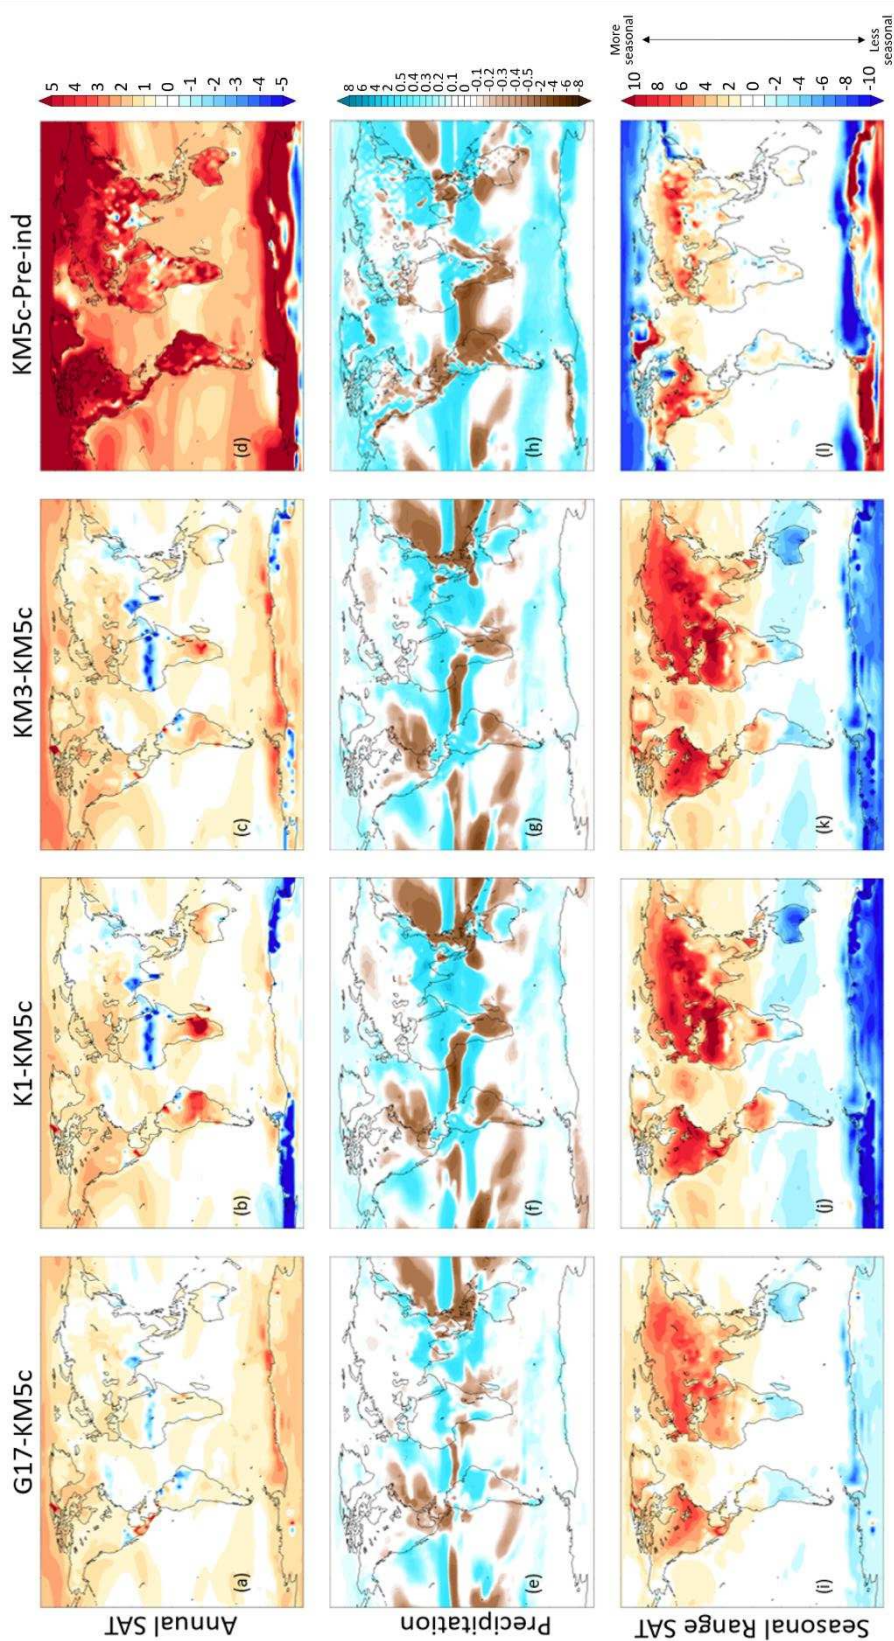 G17-KM5c
K1-KM5c
KM3-KM5c
KM5c-Pre-ind
Annual SAT
(a)
(b)
(c)
(d)
5
4
3
2
1
0
-1
-2
-3
-4
-5
Precipitation
(e)
(f)
(g)
(h)
8
6
4
2
0.5
0.4
0.3
0.2
0.1
0
-0.1
-0.2
-0.3
-0.4
-0.5
-2
-4
-6
-8
Seasonal Range SAT
(i)
(j)
(k)
(l)
More
seasonal
10
8
6
4
2
0
-2
-4
-6
-8
-10
Less
seasonal